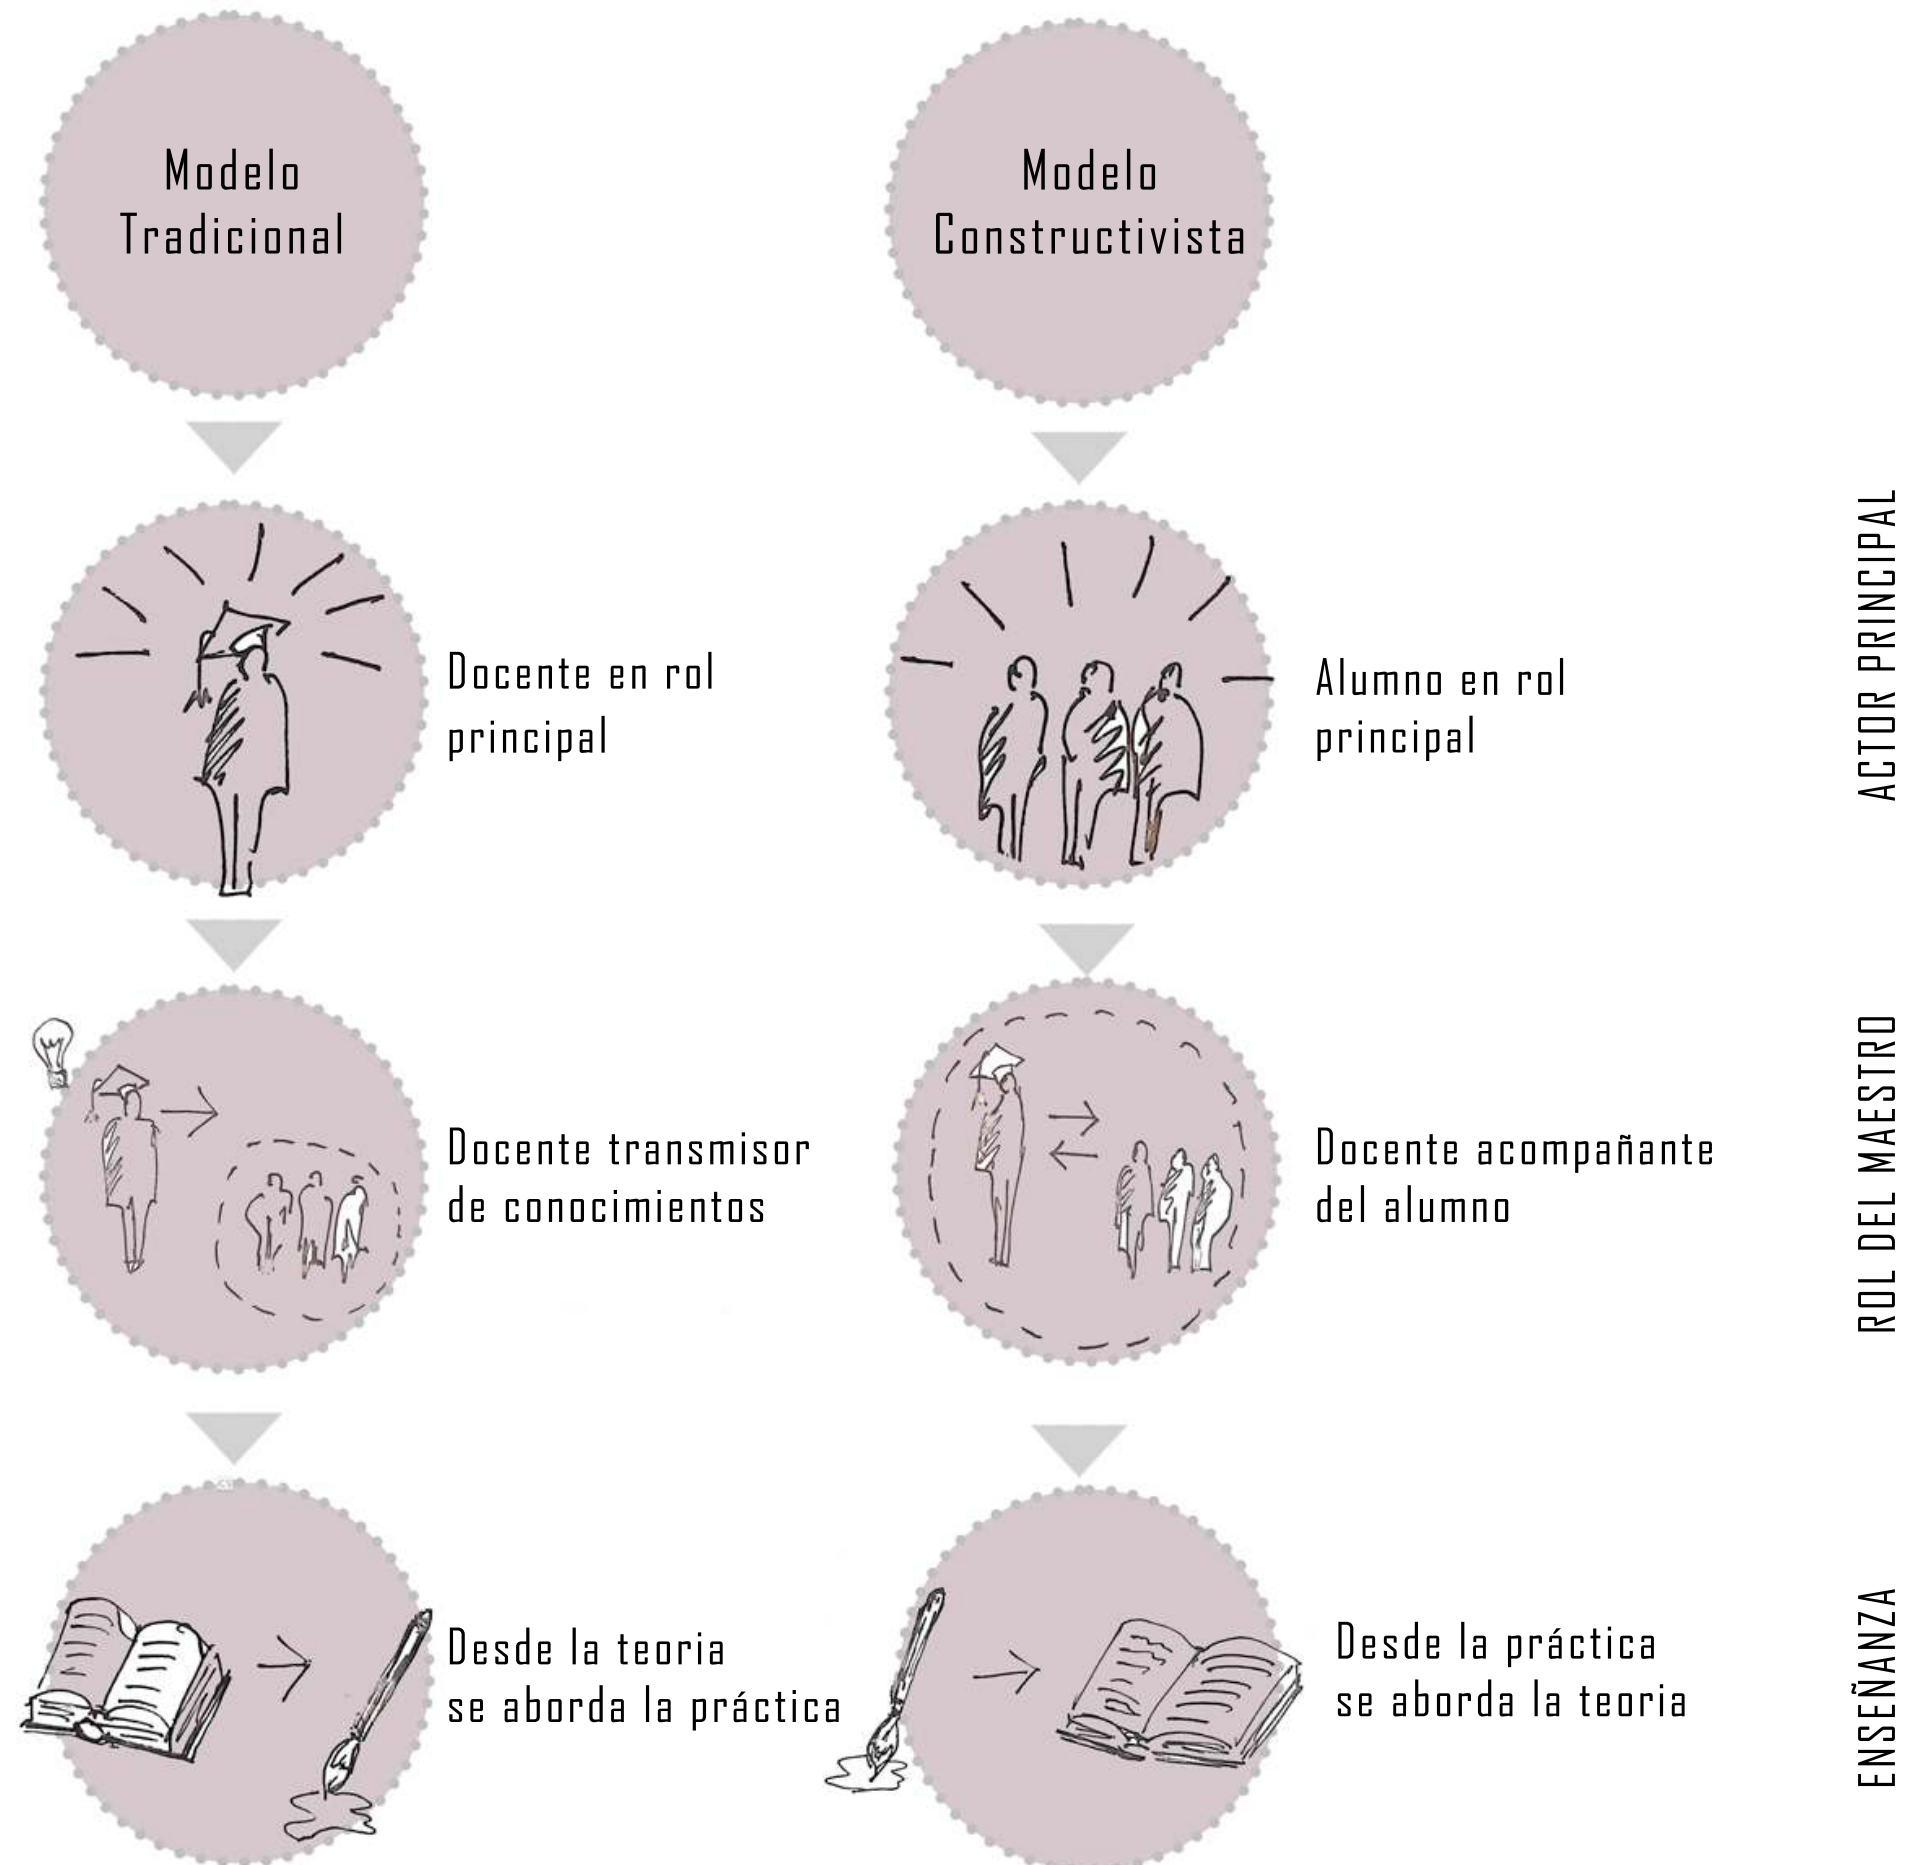 Modelo
Tradicional
Modelo
Constructivista
Docente en rol
principal
Alumno en rol
principal
ACTOR PRINCIPAL
Docente transmisor
de conocimientos
Docente acompañante
del alumno
ROL DEL MAESTRO
Desde la teoria
se aborda la práctica
Desde la práctica
se aborda la teoria
ENSEÑANZA